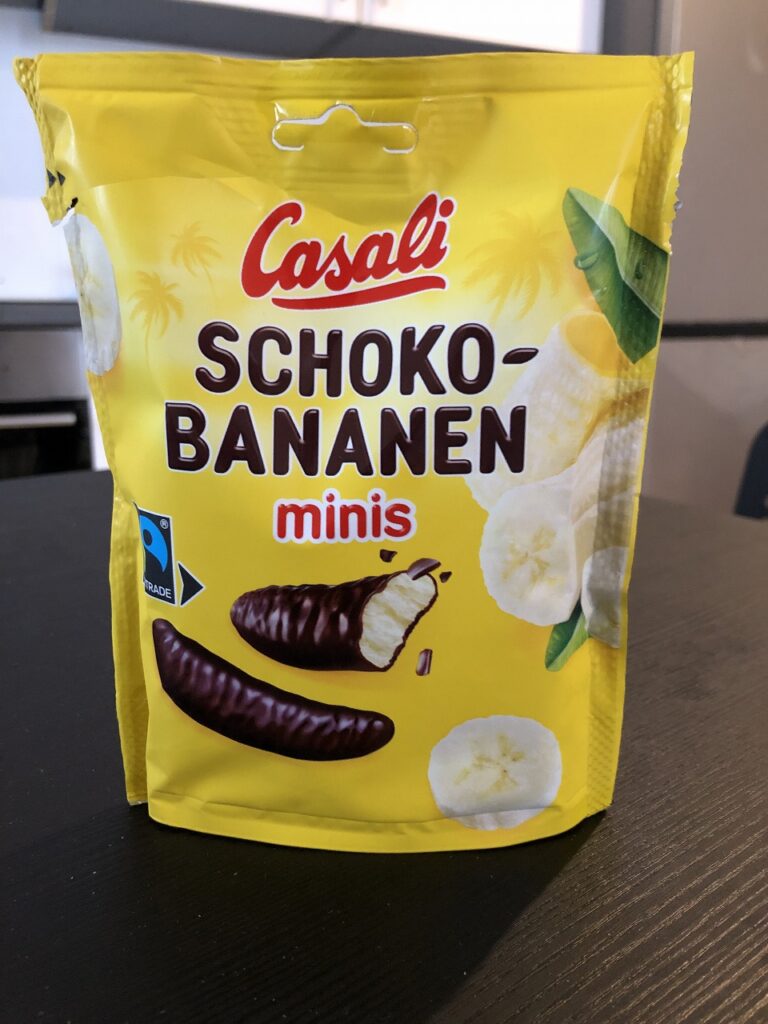 Casali
SCHOKO-
BANANEN
minis
®
TRADE